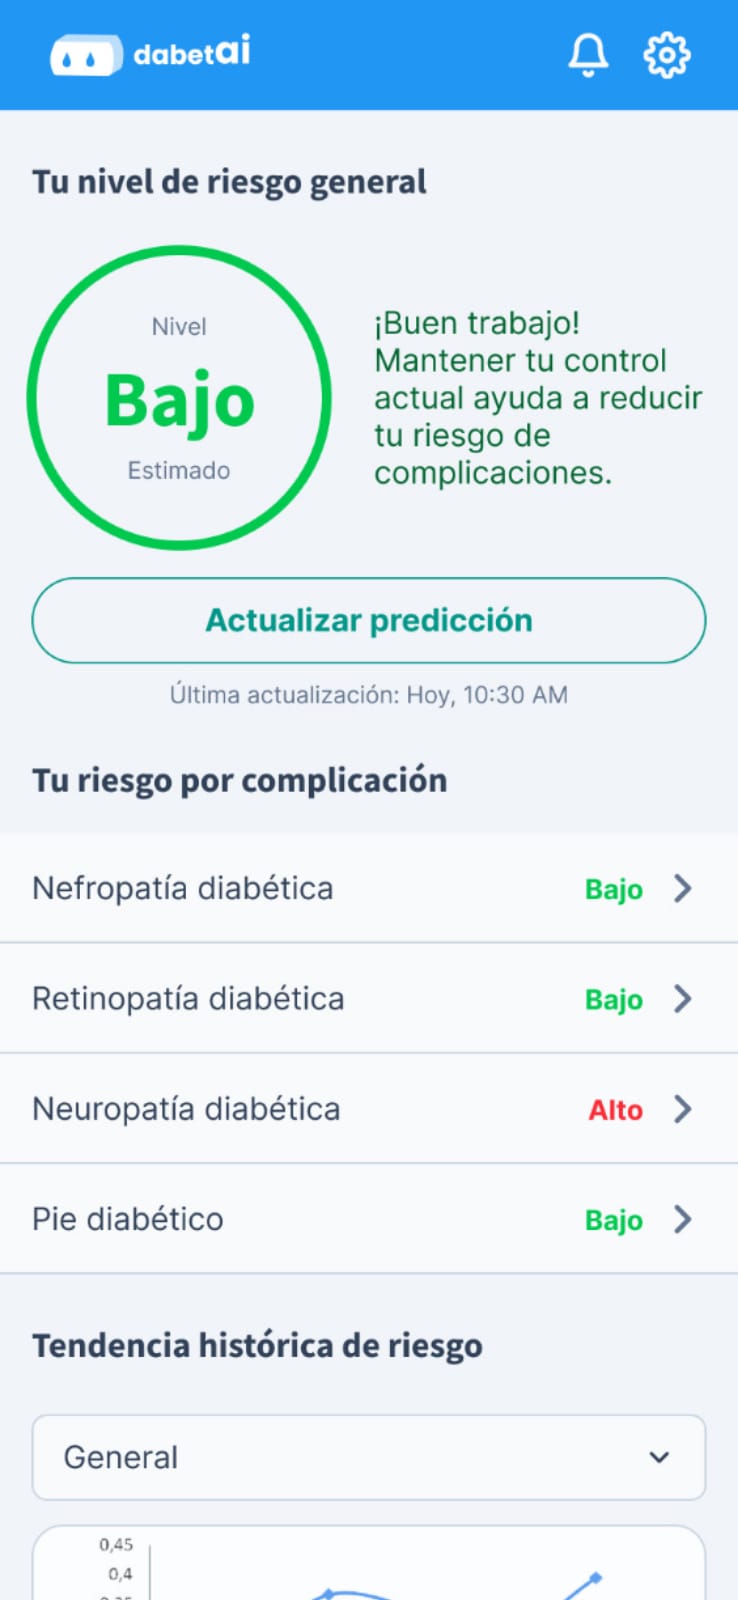 dabetai
Tu nivel de riesgo general
Nivel
Bajo
Estimado
¡Buen trabajo!
Mantener tu control
actual ayuda a reducir
tu riesgo de
complicaciones.
Actualizar predicción
Última actualización: Hoy, 10:30 AM
Tu riesgo por complicación
Nefropatía diabética Bajo
Retinopatía diabética Bajo
Neuropatía diabética Alto
Pie diabético Bajo
Tendencia histórica de riesgo
General
0,45
0,4